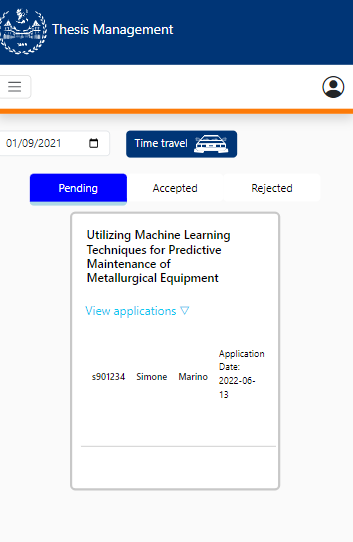 Thesis Management
01/09/2021
Time travel
Pending
Accepted
Rejected
Utilizing Machine Learning
Techniques for Predictive
Maintenance of
Metallurgical Equipment
View applications ▽
s901234
Simone
Marino
Application
Date:
2022-06-
13